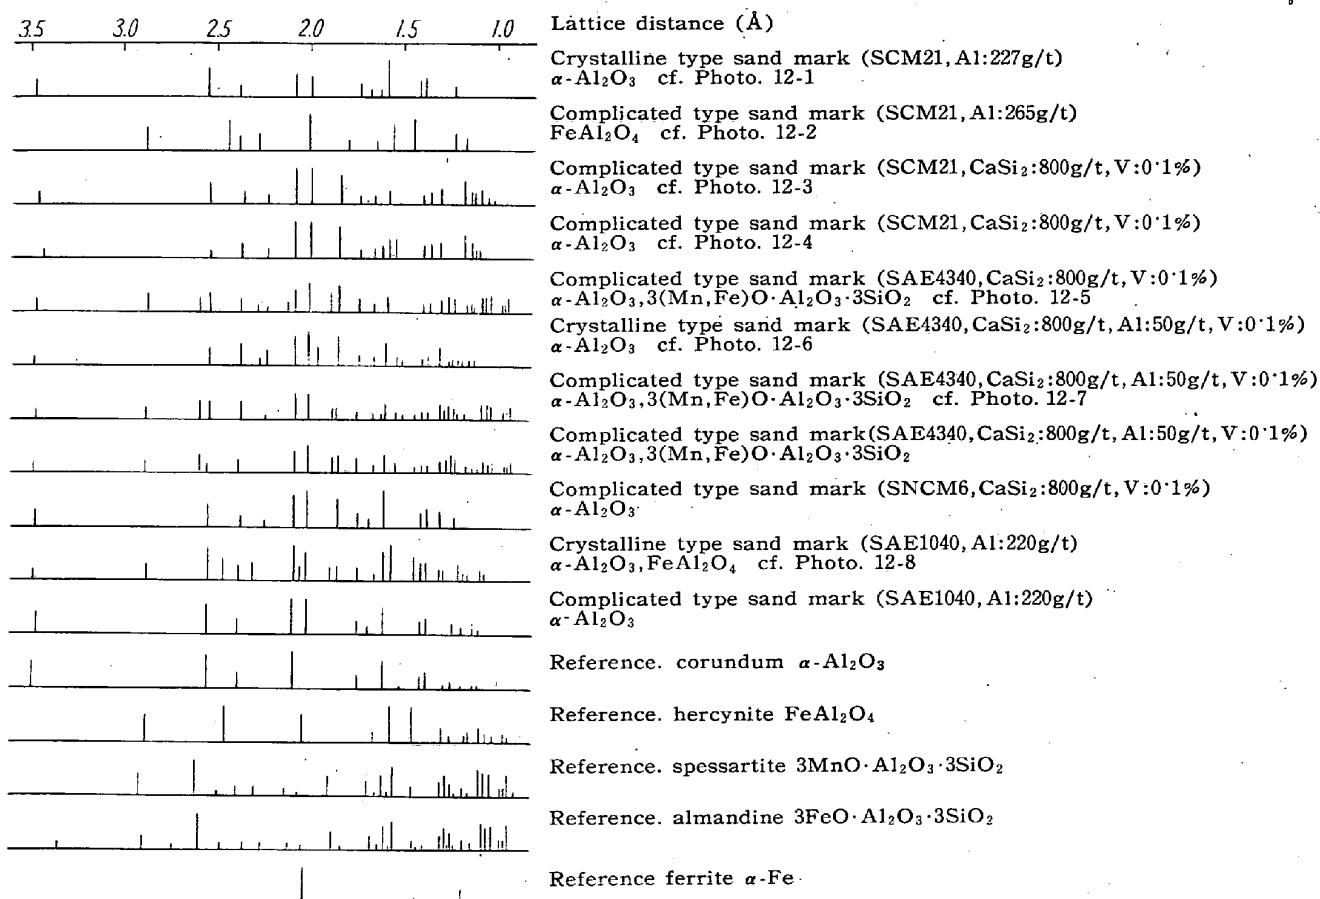 3.5 3.0 2.5 2.0 1.5 1.0 Lattice distance (Å)
Crystalline type sand mark (SCM21, Al:227g/t)
α-Al₂O₃ cf. Photo. 12-1
Complicated type sand mark (SCM21, Al:265g/t)
FeAl₂O₄ cf. Photo. 12-2
Complicated type sand mark (SCM21, CaSi₂:800g/t, V:0·1%)
α-Al₂O₃ cf. Photo. 12-3
Complicated type sand mark (SCM21, CaSi₂:800g/t, V:0·1%)
α-Al₂O₃ cf. Photo. 12-4
Complicated type sand mark (SAE4340, CaSi₂:800g/t, V:0·1%)
α-Al₂O₃, 3(Mn, Fe)O·Al₂O₃·3SiO₂ cf. Photo. 12-5
Crystalline type sand mark (SAE4340, CaSi₂:800g/t, Al:50g/t, V:0·1%)
α-Al₂O₃ cf. Photo. 12-6
Complicated type sand mark (SAE4340, CaSi₂:800g/t, Al:50g/t, V:0·1%)
α-Al₂O₃, 3(Mn, Fe)O·Al₂O₃·3SiO₂ cf. Photo. 12-7
Complicated type sand mark(SAE4340, CaSi₂:800g/t, Al:50g/t, V:0·1%)
α-Al₂O₃, 3(Mn, Fe)O·Al₂O₃·3SiO₂
Complicated type sand mark (SNCM6, CaSi₂:800g/t, V:0·1%)
α-Al₂O₃
Crystalline type sand mark (SAE1040, Al:220g/t)
α-Al₂O₃, FeAl₂O₄ cf. Photo. 12-8
Complicated type sand mark (SAE1040, Al:220g/t)
α-Al₂O₃
Reference. corundum α-Al₂O₃
Reference. hercynite FeAl₂O₄
Reference. spessartite 3MnO·Al₂O₃·3SiO₂
Reference. almandine 3FeO·Al₂O₃·3SiO₂
Reference ferrite α-Fe